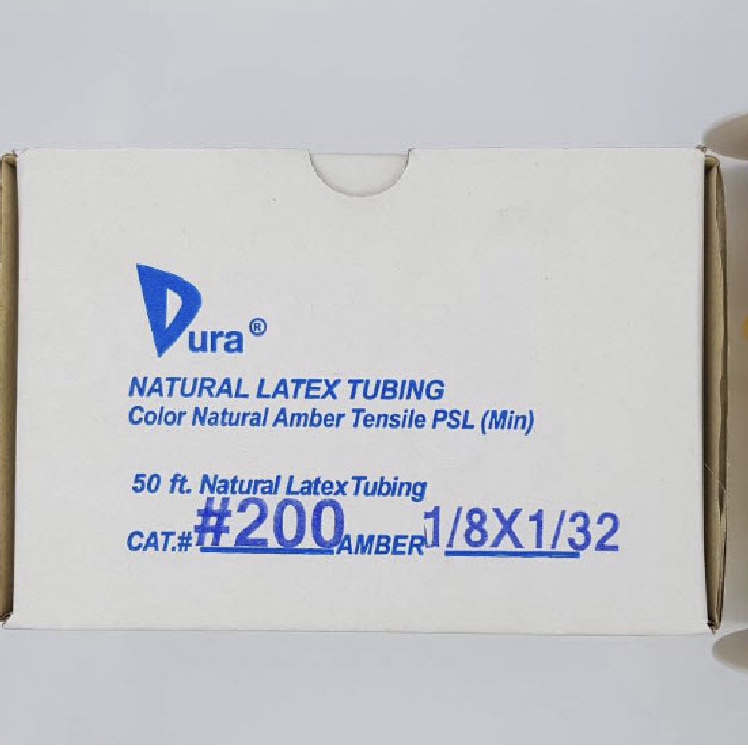 Dura®
NATURAL LATEX TUBING
Color Natural Amber Tensile PSL (Min)
50 ft. Natural Latex Tubing
CAT.# #200 AMBER 1/8X1/32